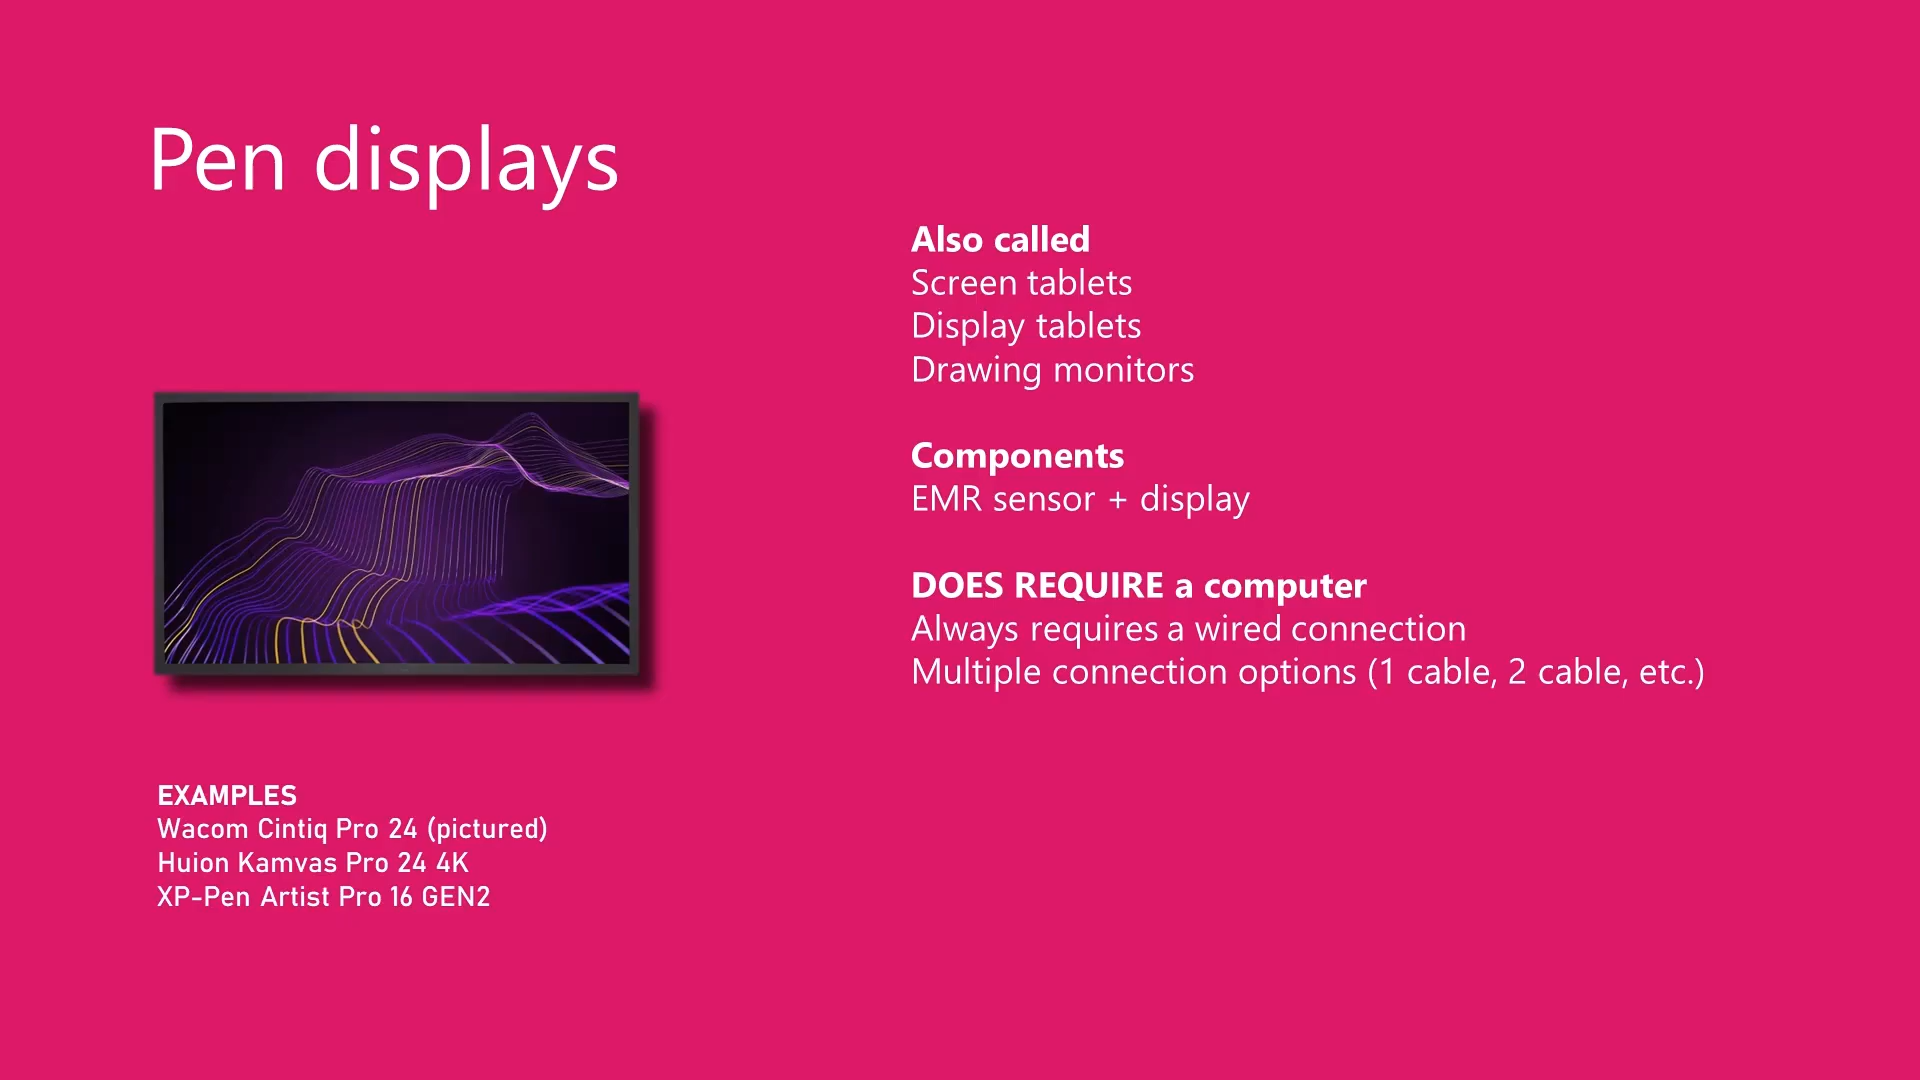 Pen displays
Also called
Screen tablets
Display tablets
Drawing monitors
Components
EMR sensor + display
DOES REQUIRE a computer
Always requires a wired connection
Multiple connection options (1 cable, 2 cable, etc.)
EXAMPLES
Wacom Cintiq Pro 24 (pictured)
Huion Kamvas Pro 24 4K
XP-Pen Artist Pro 16 GEN2